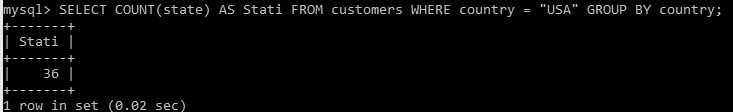 mysql> SELECT COUNT(state) AS Stati FROM customers WHERE country = "USA" GROUP BY country;
+-------+
| Stati |
+-------+
|    36 |
+-------+
1 row in set (0.02 sec)